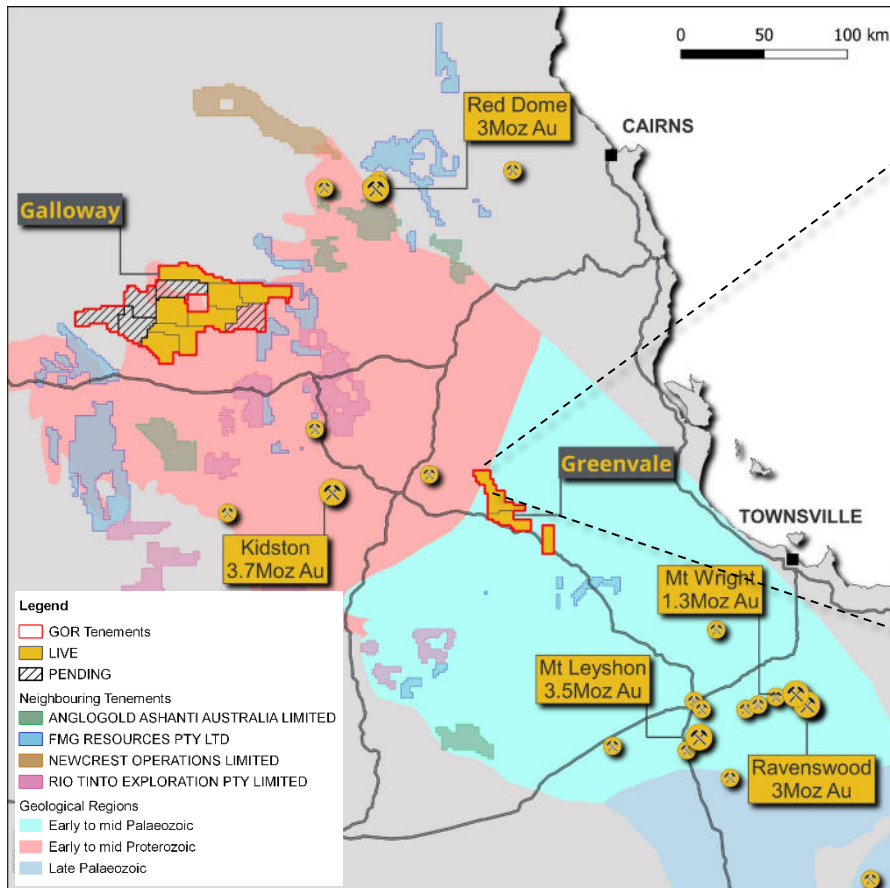 0 50 100 km
Red Dome
3Moz Au
CAIRNS
Galloway
Greenvale
TOWNSVILLE
Kidston
3.7Moz Au
Mt Wright
1.3Moz Au
Mt Leyshon
3.5Moz Au
Ravenswood
3Moz Au
Legend
GOR Tenements
LIVE
PENDING
Neighbouring Tenements
ANGLOGOLD ASHANTI AUSTRALIA LIMITED
FMG RESOURCES PTY LTD
NEWCREST OPERATIONS LIMITED
RIO TINTO EXPLORATION PTY LIMITED
Geological Regions
Early to mid Palaeozoic
Early to mid Proterozoic
Late Palaeozoic